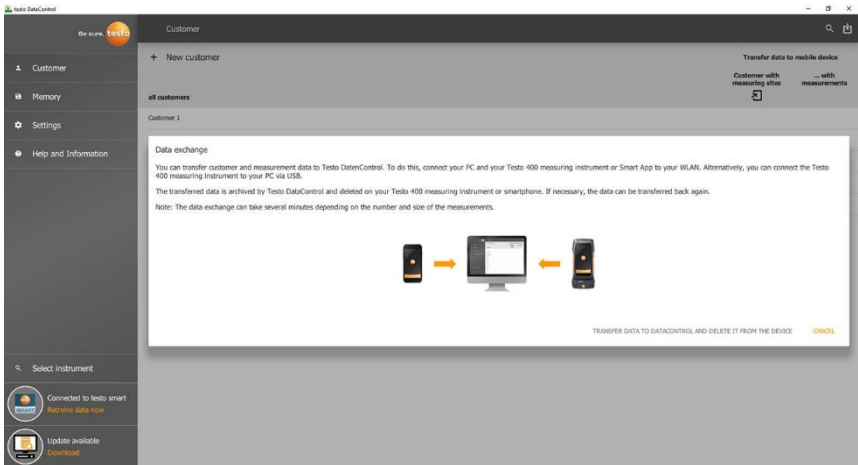 testo DataControl
Be sure. testo
Customer
Customer
Memory
Settings
Help and Information
+ New customer
Transfer data to mobile device
Customer with
measuring sites
... with
measurements
all customers
Customer 1
Data exchange
You can transfer customer and measurement data to Testo DatenControl. To do this, connect your PC and your Testo 400 measuring instrument or Smart App to your WLAN. Alternatively, you can connect the Testo
400 measuring instrument to your PC via USB.
The transferred data is archived by Testo DataControl and deleted on your Testo 400 measuring instrument or smartphone. If necessary, the data can be transferred back again.
Note: The data exchange can take several minutes depending on the number and size of the measurements.
TRANSFER DATA TO DATACONTROL AND DELETE IT FROM THE DEVICE
CANCEL
Select instrument
SMART
Connected to testo smart
Retreive data now
Update available
Download